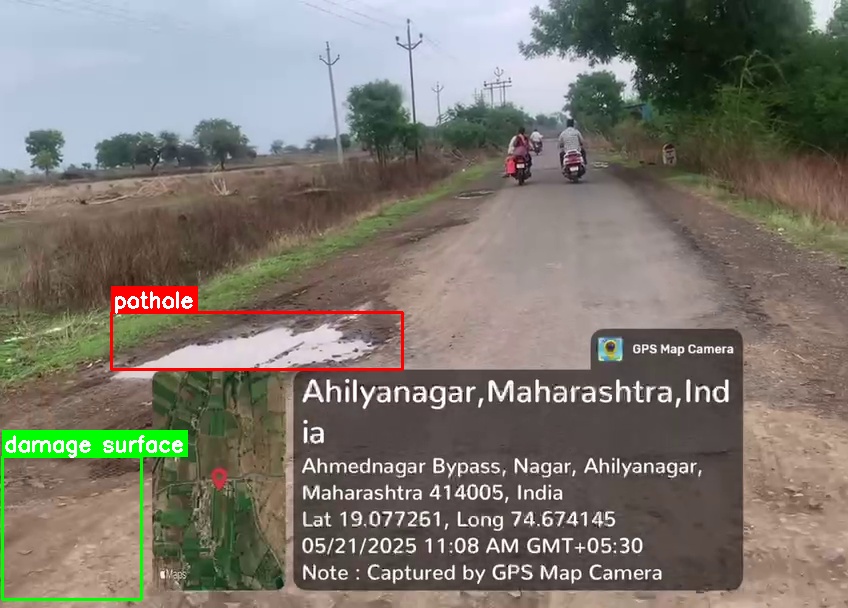 pothole
GPS Map Camera
Ahilyanagar,Maharashtra,Ind
ia
damage surface
Ahmednagar Bypass, Nagar, Ahilyanagar,
Maharashtra 414005, India
Lat 19.077261, Long 74.674145
05/21/2025 11:08 AM GMT+05:30
Note : Captured by GPS Map Camera
Maps